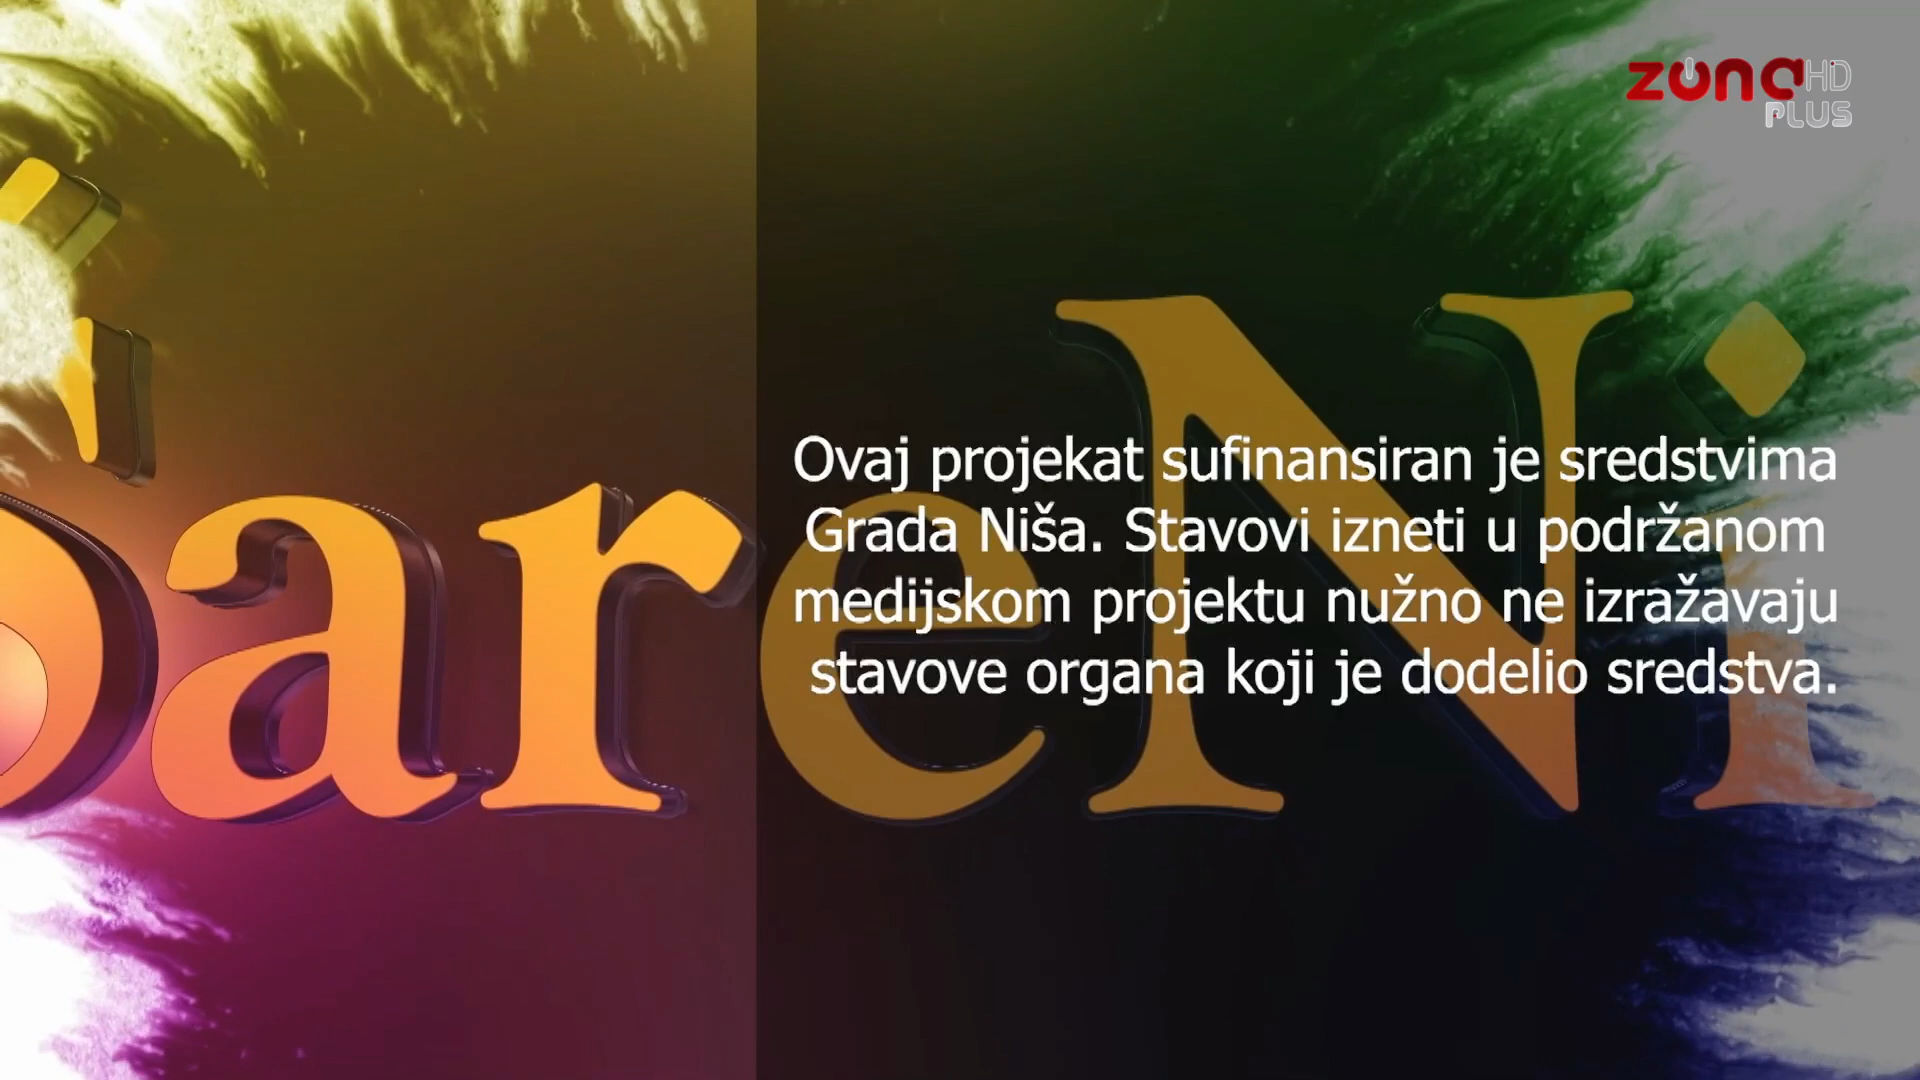 zona HD
PLUS
Ovaj projekat sufinansiran je sredstvima
Grada Niša. Stavovi izneti u podržanom
medijskom projektu nužno ne izražavaju
stavove organa koji je dodelio sredstva.